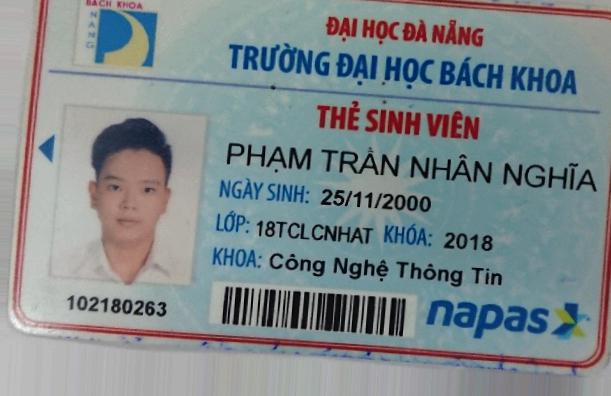 BÁCH KHOA
ĐÀ NẴNG
ĐẠI HỌC ĐÀ NẴNG
TRƯỜNG ĐẠI HỌC BÁCH KHOA
THẺ SINH VIÊN
PHẠM TRẦN NHÂN NGHĨA
NGÀY SINH: 25/11/2000
LỚP: 18TCLCNHAT KHÓA: 2018
KHOA: Công Nghệ Thông Tin
102180263
napas